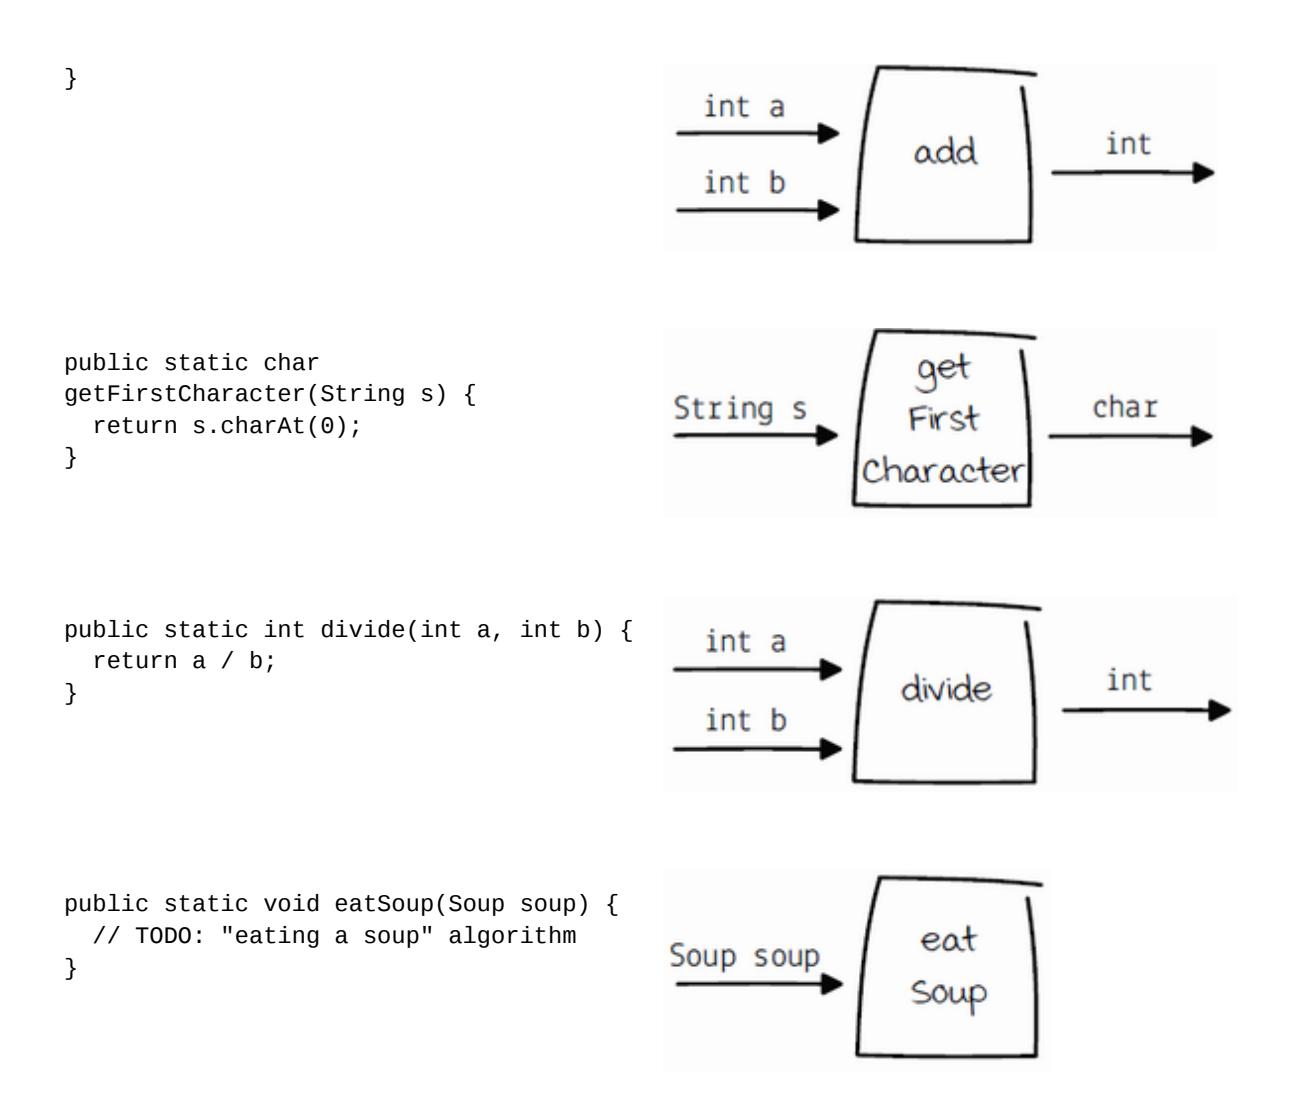 }
int a
int b
add
int
public static char
getFirstCharacter(String s) {
  return s.charAt(0);
}
String s
get
First
Character
char
public static int divide(int a, int b) {
  return a / b;
}
int a
int b
divide
int
public static void eatSoup(Soup soup) {
  // TODO: "eating a soup" algorithm
}
Soup soup
eat
Soup